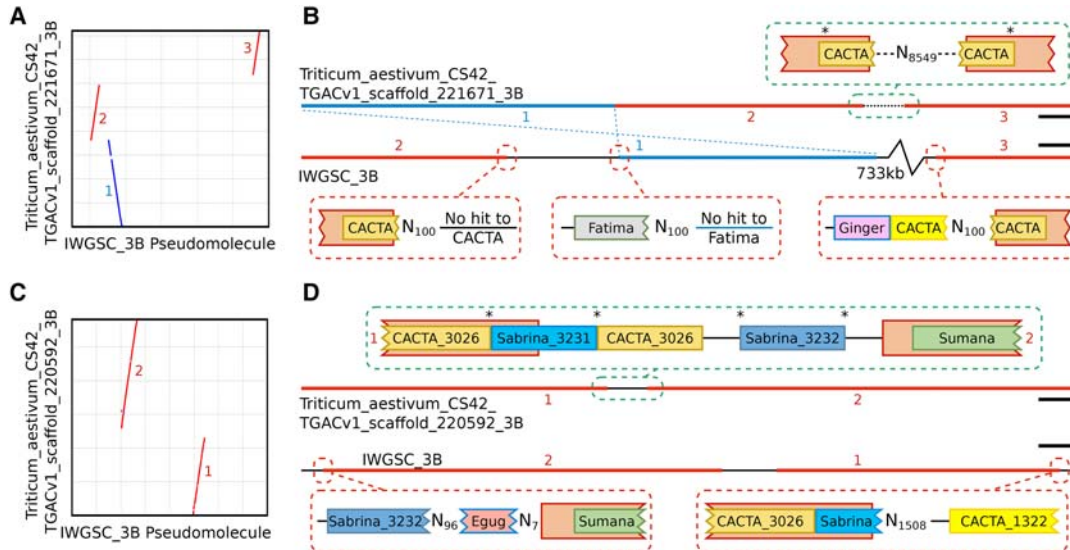 A
Triticum_aestivum_CS42_
TGACv1_scaffold_221671_3B
3
2
1
IWGSC_3B Pseudomolecule
B
* *
CACTA N8549 CACTA
Triticum_aestivum_CS42_
TGACv1_scaffold_221671_3B
1 2 3
2 1 3
IWGSC_3B
733kb
CACTA N100 No hit to
CACTA
Fatima N100 No hit to
Fatima
Ginger CACTA N100 CACTA
C
Triticum_aestivum_CS42_
TGACv1_scaffold_220592_3B
2
1
IWGSC_3B Pseudomolecule
D
* * * *
1 CACTA_3026 Sabrina_3231 CACTA_3026 Sabrina_3232 Sumana 2
1 2
Triticum_aestivum_CS42_
TGACv1_scaffold_220592_3B
IWGSC_3B
2 1
Sabrina_3232 N96 Egug N7 Sumana
CACTA_3026 Sabrina N1508 CACTA_1322